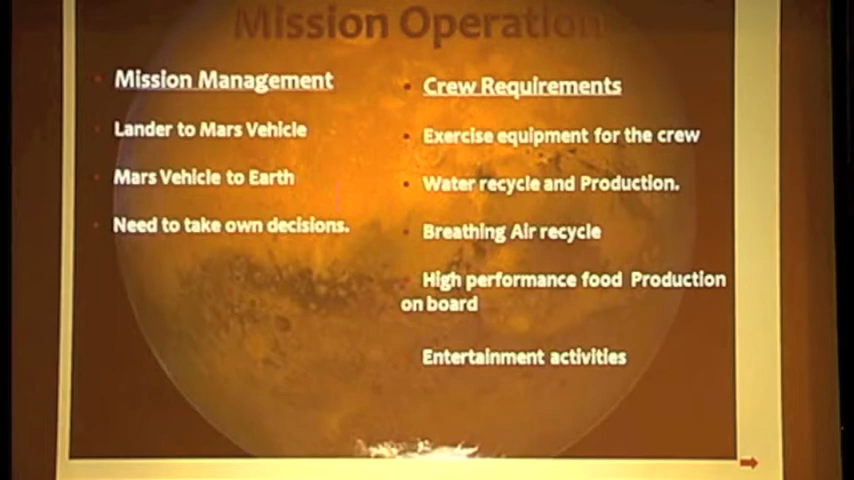 Mission Operation
Mission Management
Lander to Mars Vehicle
Mars Vehicle to Earth
Need to take own decisions.
Crew Requirements
Exercise equipment for the crew
Water recycle and Production.
Breathing Air recycle
High performance food Production
on board
Entertainment activities